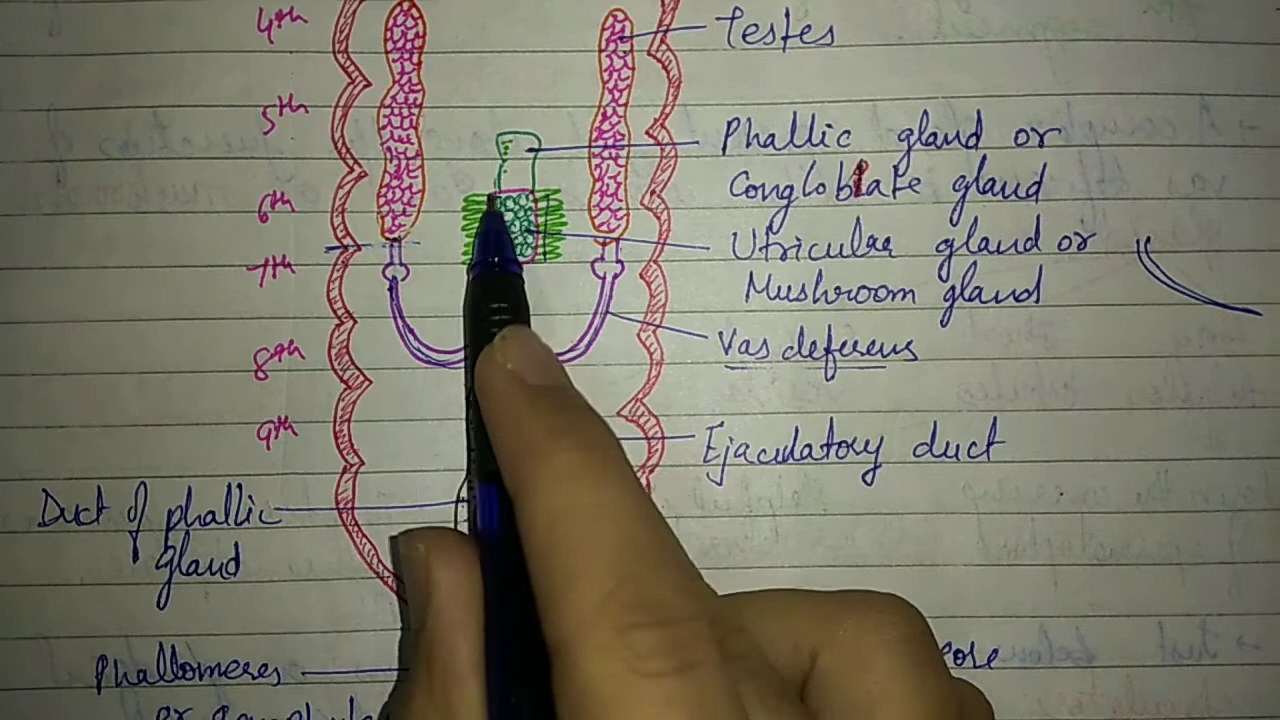 4th
Testes
5th
Phallic gland or
Conglobate gland
6th
Utricular gland or
7th
Mushroom gland
8th
Vas deferens
9th
Ejaculatory duct
Duct of phallic
gland
Phallomeres
or